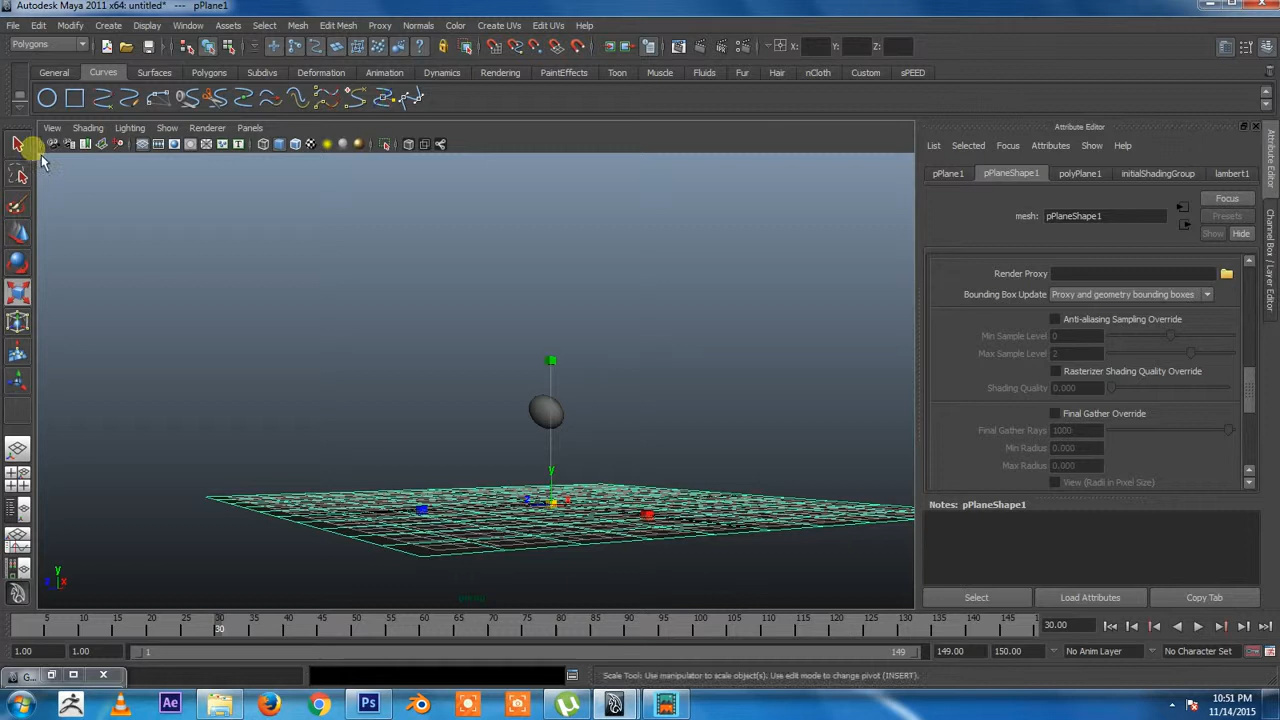 Autodesk Maya 2011 x64: untitled* --- pPlane1
File Edit Modify Create Display Window Assets Select Mesh Edit Mesh Proxy Normals Color Create UVs Edit UVs Help
Polygons X: Y: Z:
General Curves Surfaces Polygons Subdivs Deformation Animation Dynamics Rendering PaintEffects Toon Muscle Fluids Fur Hair nCloth Custom sPEED
View Shading Lighting Show Renderer Panels
Attribute Editor
List Selected Focus Attributes Show Help
pPlane1 pPlaneShape1 polyPlane1 initialShadingGroup lambert1
Focus
mesh: pPlaneShape1
Presets
Show Hide
Render Proxy
Bounding Box Update Proxy and geometry bounding boxes
Anti-aliasing Sampling Override
Min Sample Level 0
Max Sample Level 2
Rasterizer Shading Quality Override
Shading Quality 0.000
Final Gather Override
Final Gather Rays 1000
Min Radius 0.000
Max Radius 0.000
View (Radii in Pixel Size)
Notes: pPlaneShape1
Select Load Attributes Copy Tab
Attribute Editor
Channel Box / Layer Editor
y
z x
y
z x
persp
5 10 15 20 25 30 35 40 45 50 55 60 65 70 75 80 85 90 95 100 105 110 115 120 125 130 135 140 145
30
30.00
1.00 1.00 1 149 149.00 150.00 No Anim Layer No Character Set
G... Scale Tool: Use manipulator to scale object(s). Use edit mode to change pivot (INSERT).
Ae Ps
10:51 PM
11/14/2015